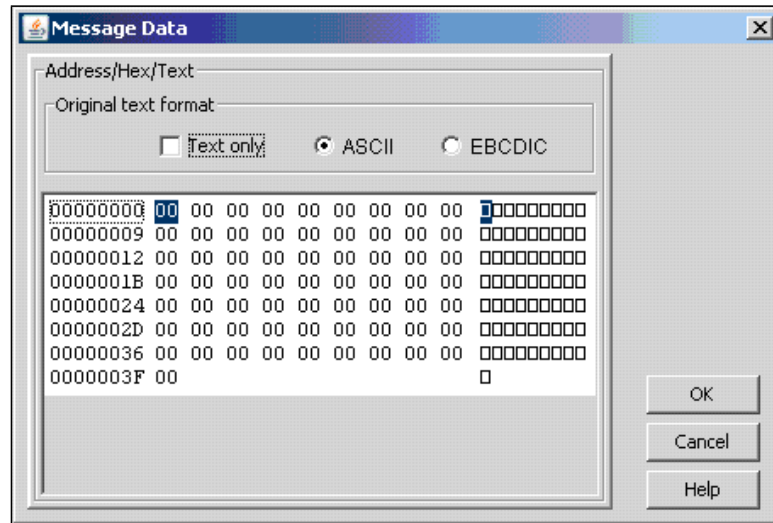 Message Data
Address/Hex/Text
Original text format
Text only ASCII EBCDIC
00000000 00 00 00 00 00 00 00 00 00 □□□□□□□□□
00000009 00 00 00 00 00 00 00 00 00 □□□□□□□□□
00000012 00 00 00 00 00 00 00 00 00 □□□□□□□□□
0000001B 00 00 00 00 00 00 00 00 00 □□□□□□□□□
00000024 00 00 00 00 00 00 00 00 00 □□□□□□□□□
0000002D 00 00 00 00 00 00 00 00 00 □□□□□□□□□
00000036 00 00 00 00 00 00 00 00 00 □□□□□□□□□
0000003F 00 □
OK
Cancel
Help